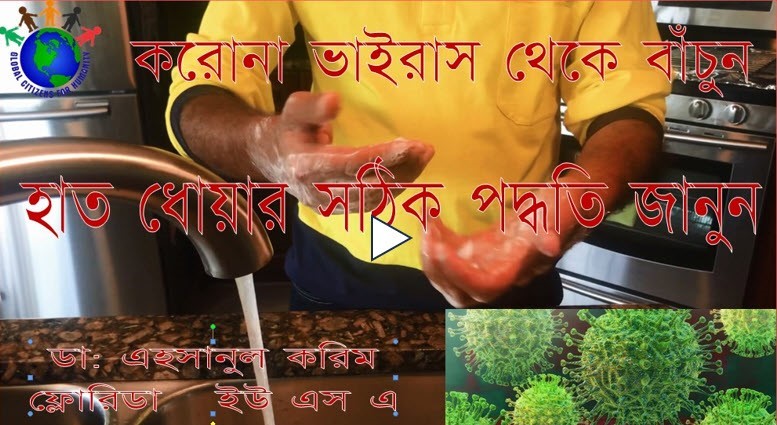 GLOBAL CITIZENS FOR HUMANITY
করোনা ভাইরাস থেকে বাঁচুন
হাত ধোয়ার সঠিক পদ্ধতি জানুন
ডা: এহসানুল করিম
ফ্লোরিডা ইউ এস এ